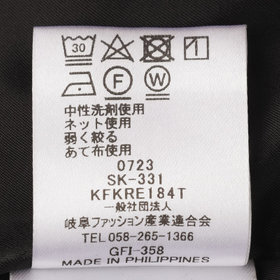 30
F W
中性洗剤使用
ネット使用
弱く絞る
あて布使用
0723
SK-331
KFKRE184T
一般社団法人
岐阜ファッション産業連合会
TEL 058-265-1366
GFI-358
MADE IN PHILIPPINES